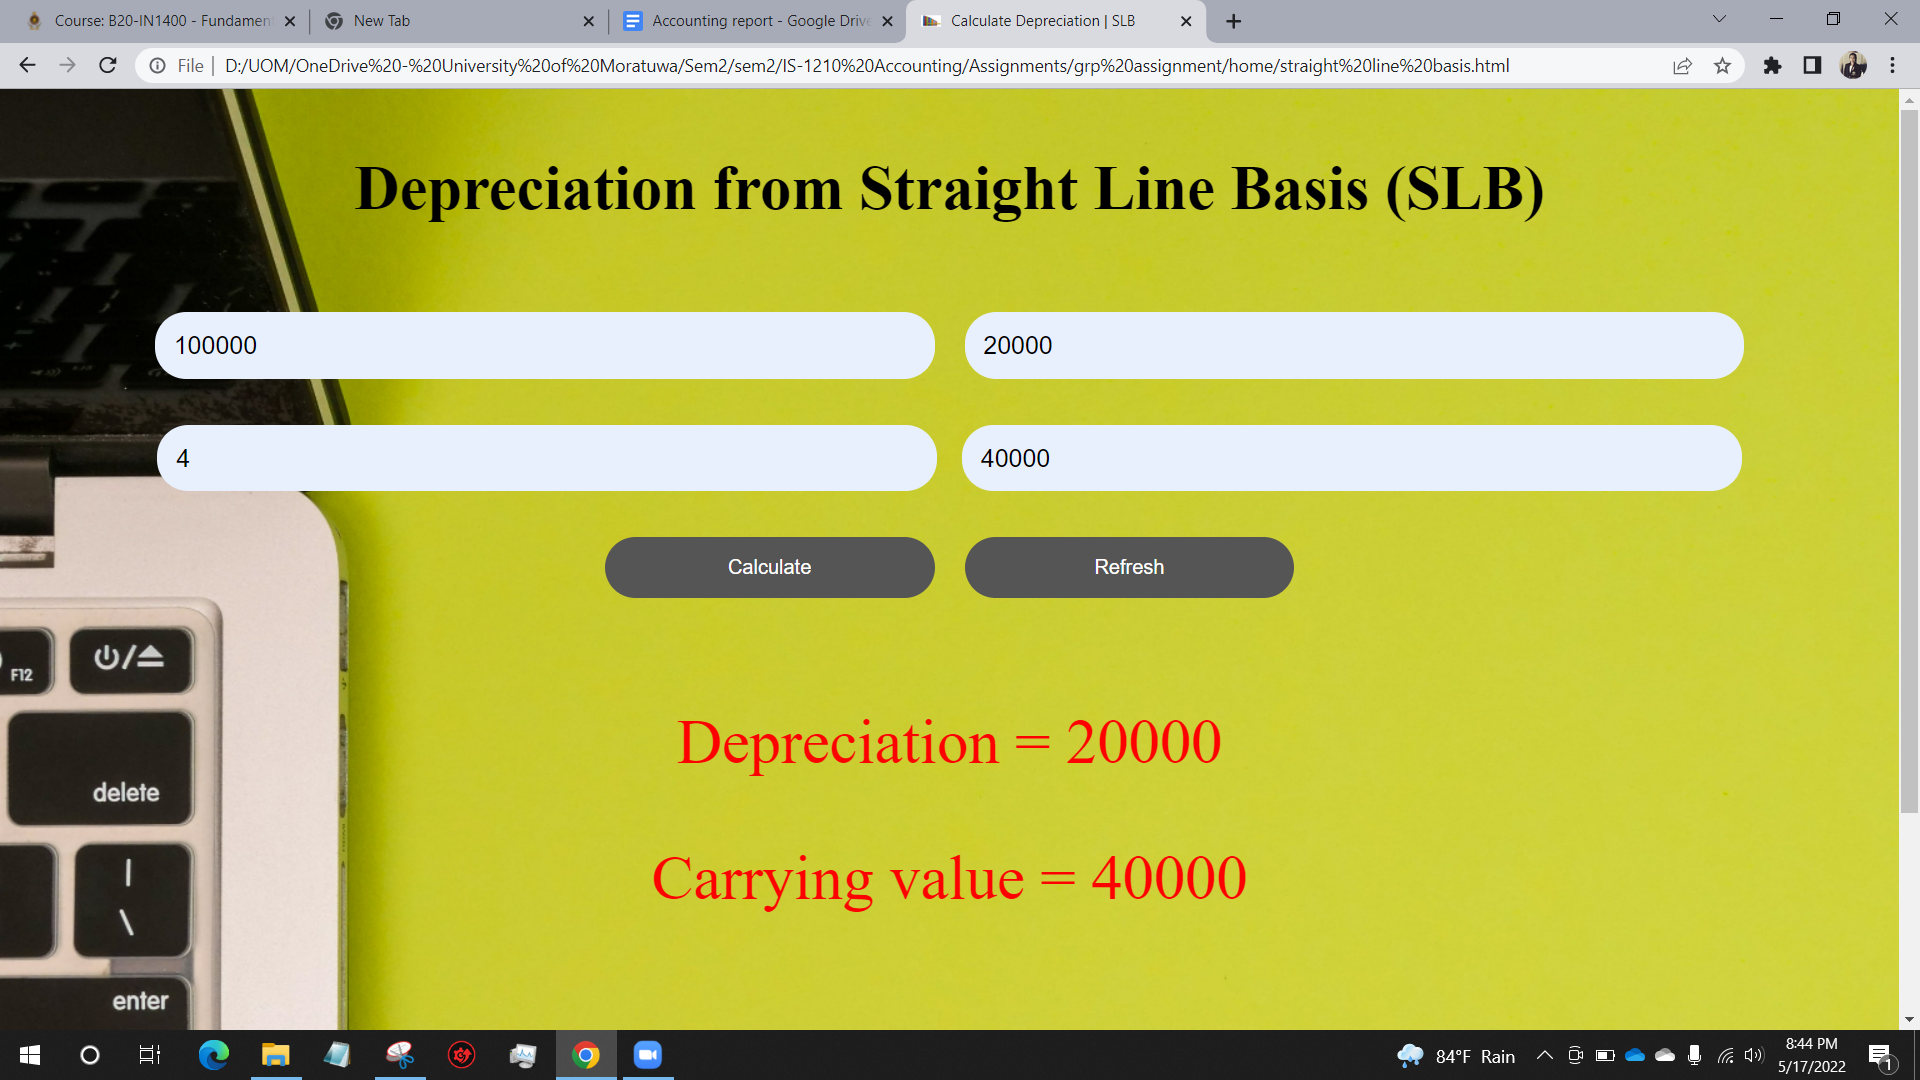 Course: B20-IN1400 - Fundamen
New Tab
Accounting report - Google Drive
Calculate Depreciation | SLB
File
D:/UOM/OneDrive%20-%20University%20of%20Moratuwa/Sem2/sem2/IS-1210%20Accounting/Assignments/grp%20assignment/home/straight%20line%20basis.html
Depreciation from Straight Line Basis (SLB)
100000
20000
4
40000
Calculate
Refresh
F12
delete
|
\
enter
Depreciation = 20000
Carrying value = 40000
84°F Rain
8:44 PM
5/17/2022
1